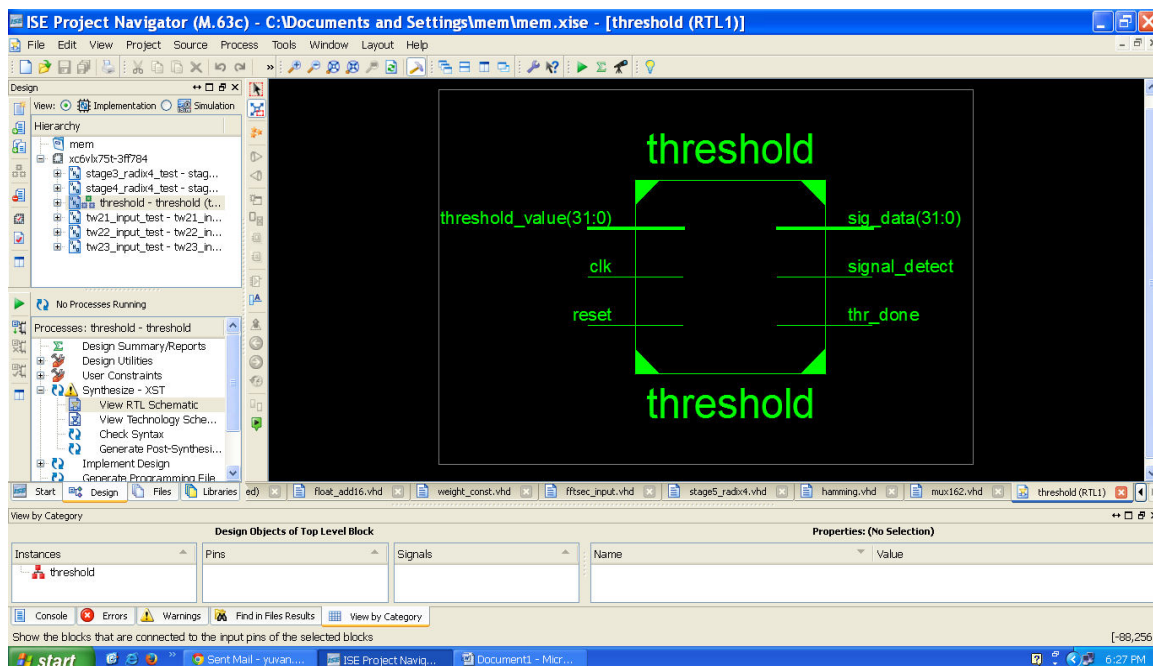 ISE Project Navigator (M.63c) - C:\Documents and Settings\mem\mem.xise - [threshold (RTL1)]
File Edit View Project Source Process Tools Window Layout Help
Design
View: Implementation Simulation
Hierarchy
mem
xc6vlx75t-3ff784
stage3_radix4_test - stag...
stage4_radix4_test - stag...
threshold - threshold (t...
tw21_input_test - tw21_in...
tw22_input_test - tw22_in...
tw23_input_test - tw23_in...
No Processes Running
Processes: threshold - threshold
Design Summary/Reports
Design Utilities
User Constraints
Synthesize - XST
View RTL Schematic
View Technology Sche...
Check Syntax
Generate Post-Synthesi...
Implement Design
Generate Programming File
threshold
threshold_value(31:0) sig_data(31:0)
clk signal_detect
reset thr_done
threshold
Start Design Files Libraries
ed) float_add16.vhd weight_const.vhd fftsec_input.vhd stage5_radix4.vhd hamming.vhd mux162.vhd threshold (RTL1)
View by Category
Design Objects of Top Level Block Properties: (No Selection)
Instances Pins Signals Name Value
threshold
Console Errors Warnings Find in Files Results View by Category
Show the blocks that are connected to the input pins of the selected blocks [-88,256
start Sent Mail - yuvan.... ISE Project Navig... Document1 - Micr... 6:27 PM